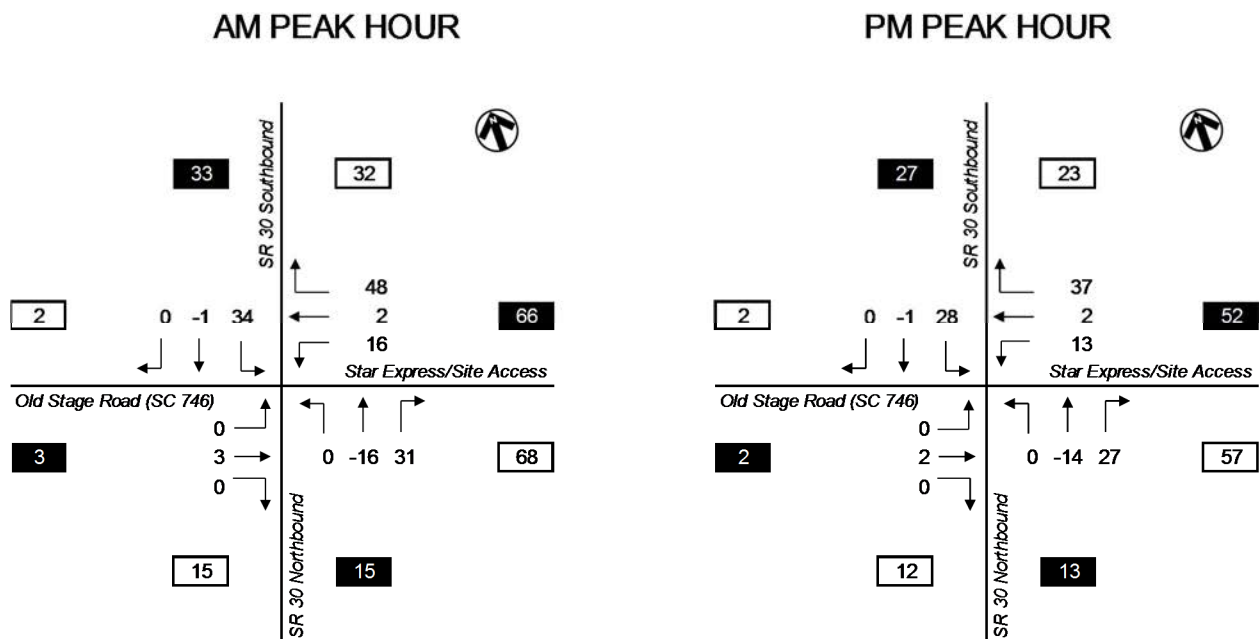 AM PEAK HOUR
PM PEAK HOUR
33
SR 30 Southbound
32
2
0 -1 34
48
2
16
66
Star Express/Site Access
Old Stage Road (SC 746)
0
3
0
3
0 -16 31
68
15
SR 30 Northbound
15
27
SR 30 Southbound
23
2
0 -1 28
37
2
13
52
Star Express/Site Access
Old Stage Road (SC 746)
0
2
0
2
0 -14 27
57
12
SR 30 Northbound
13